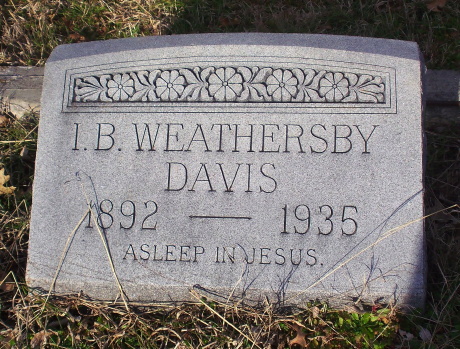 I.B. WEATHERSBY
DAVIS
1892 — 1935
ASLEEP IN JESUS.